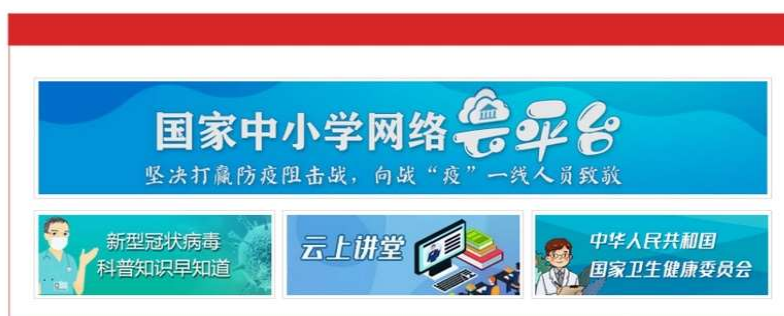 国家中小学网络云平台
坚决打赢防疫阻击战，向战“疫”一线人员致敬
新型冠状病毒
科普知识早知道
云上讲堂
中华人民共和国
国家卫生健康委员会